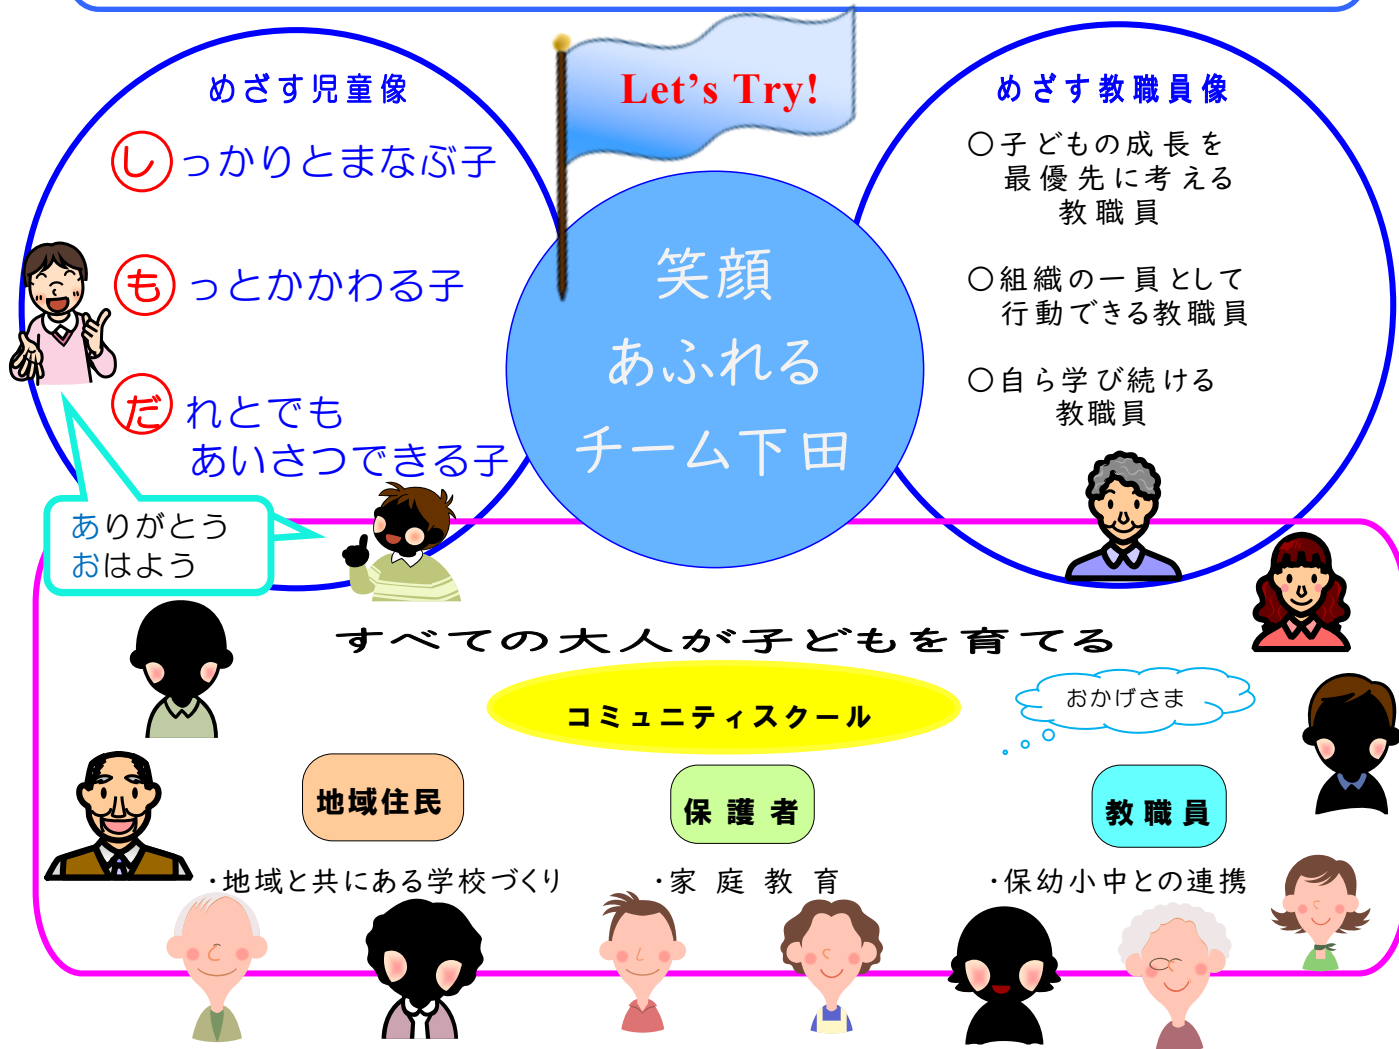 Let's Try!
めざす児童像
しっかりとまなぶ子
もっとかかわる子
だれとでも
あいさつできる子
ありがとう
おはよう
笑顔
あふれる
チーム下田
めざす教職員像
○子どもの成長を
最優先に考える
教職員
○組織の一員として
行動できる教職員
○自ら学び続ける
教職員
すべての大人が子どもを育てる
コミュニティスクール
おかげさま
地域住民
・地域と共にある学校づくり
保護者
・家庭教育
教職員
・保幼小中との連携